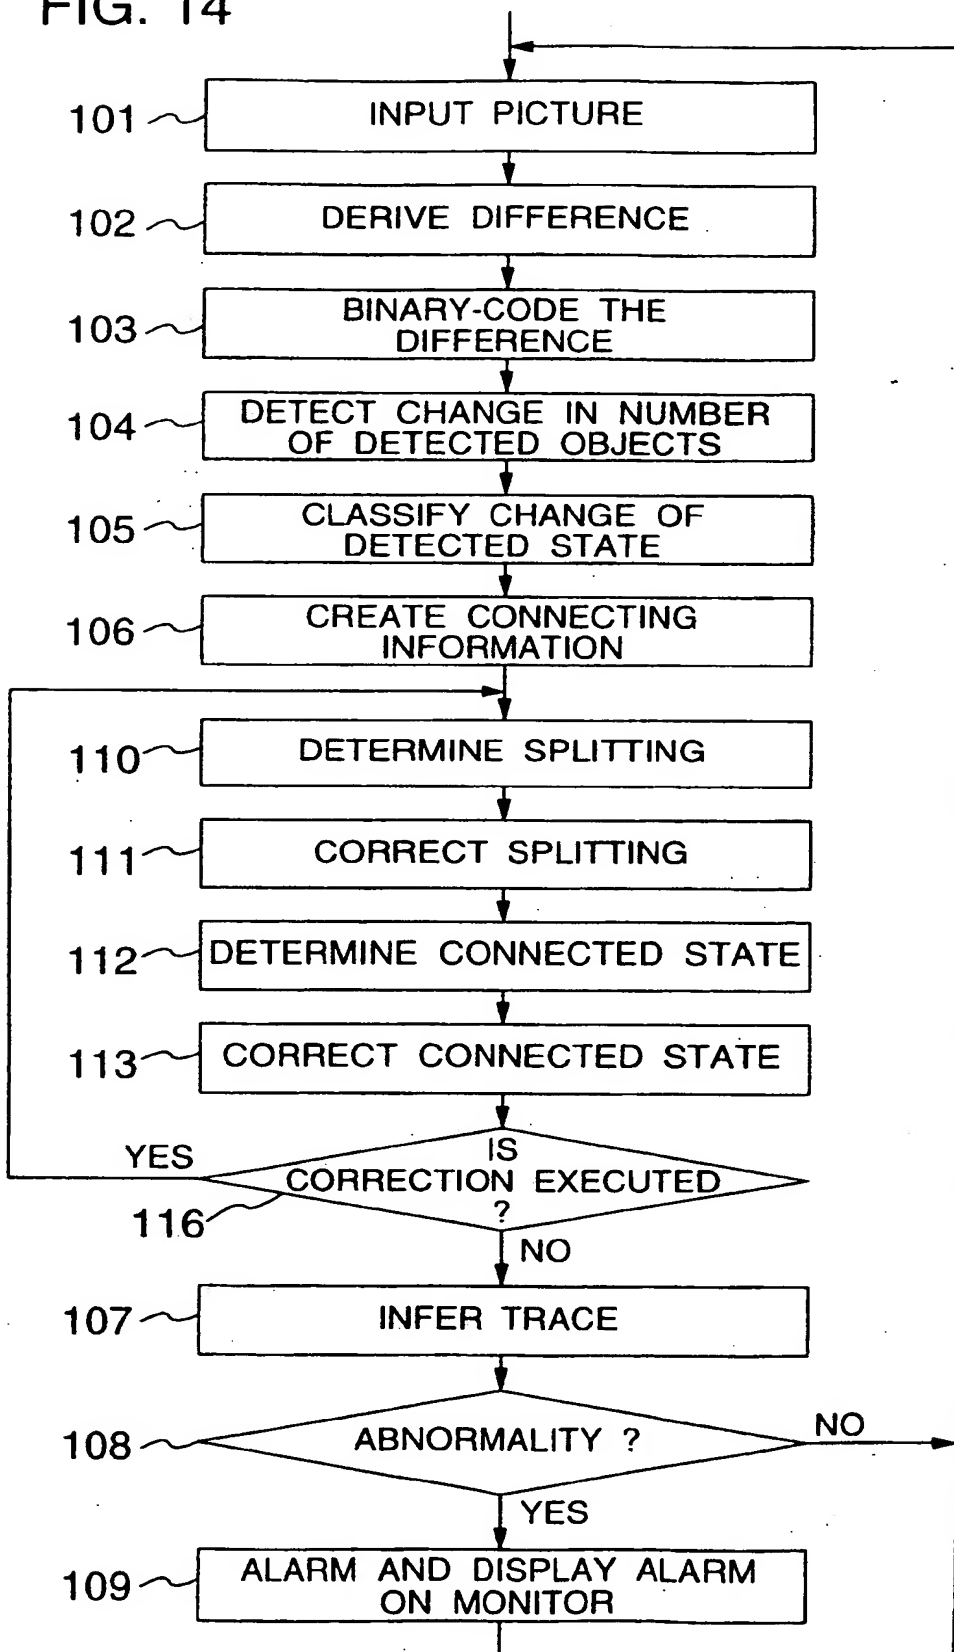 FIG. 14
101
INPUT PICTURE
102
DERIVE DIFFERENCE
103
BINARY-CODE THE
DIFFERENCE
104
DETECT CHANGE IN NUMBER
OF DETECTED OBJECTS
105
CLASSIFY CHANGE OF
DETECTED STATE
106
CREATE CONNECTING
INFORMATION
110
DETERMINE SPLITTING
111
CORRECT SPLITTING
112
DETERMINE CONNECTED STATE
113
CORRECT CONNECTED STATE
YES
IS
CORRECTION EXECUTED
?
116
NO
107
INFER TRACE
108
ABNORMALITY ?
NO
YES
109
ALARM AND DISPLAY ALARM
ON MONITOR